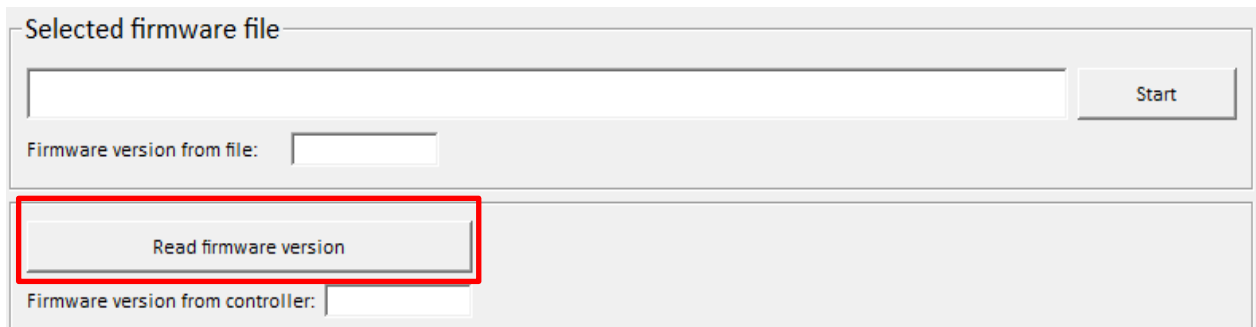 Selected firmware file
Start
Firmware version from file:
Read firmware version
Firmware version from controller: